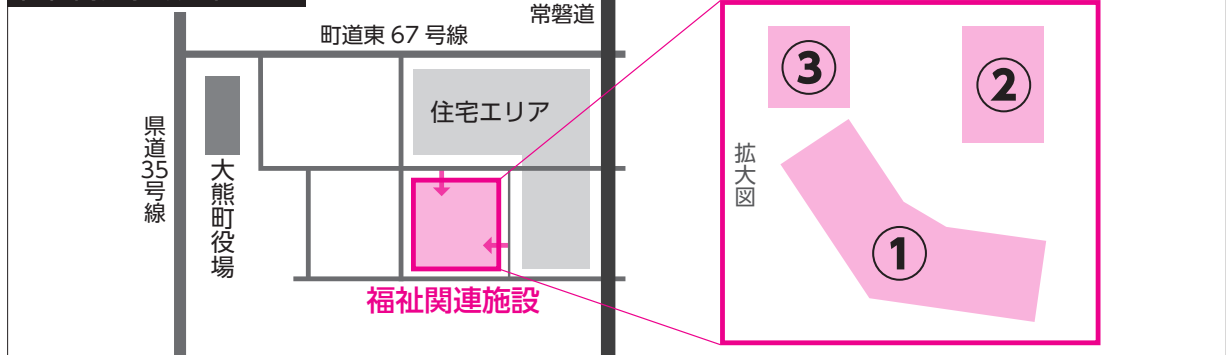 常磐道
町道東 67 号線
住宅エリア
県道35号線
大熊町役場
福祉関連施設
拡大図
③
②
①